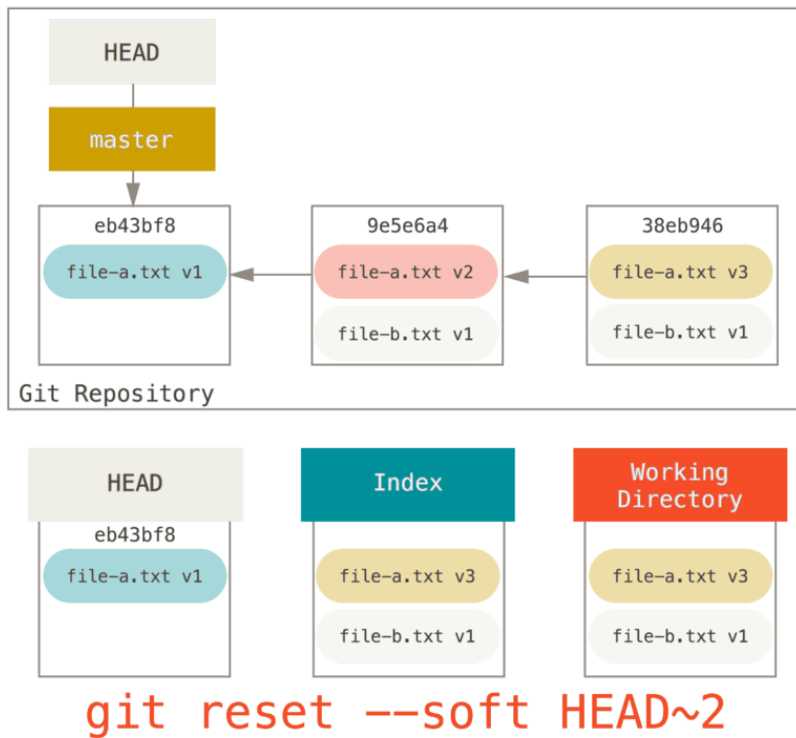 HEAD
master
eb43bf8
9e5e6a4
38eb946
file-a.txt v1
file-a.txt v2
file-a.txt v3
file-b.txt v1
file-b.txt v1
Git Repository
HEAD
Index
Working
Directory
eb43bf8
file-a.txt v1
file-a.txt v3
file-a.txt v3
file-b.txt v1
file-b.txt v1
git reset --soft HEAD~2